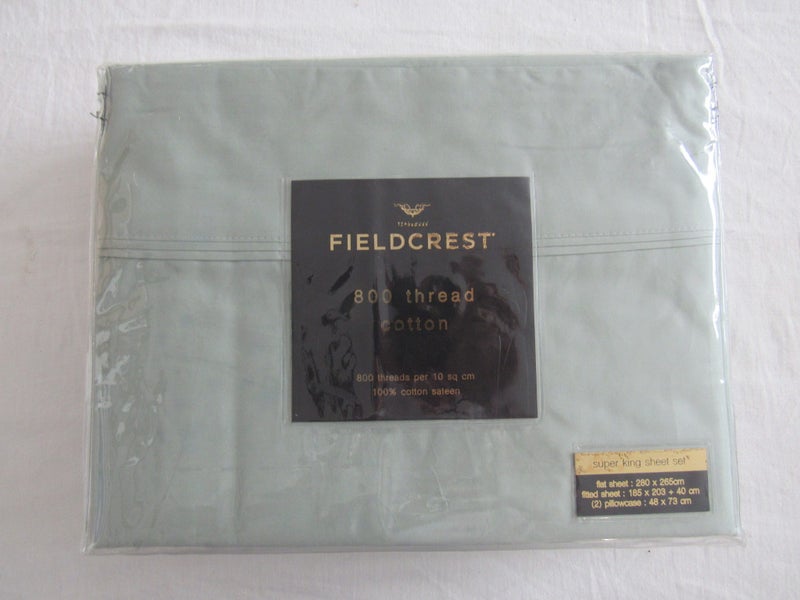 FIELDCREST
800 thread
cotton
800 threads per 10 sq cm
100% cotton sateen
super king sheet set
flat sheet : 280 x 265cm
fitted sheet : 185 x 203 + 40 cm
(2) pillowcase : 48 x 73 cm